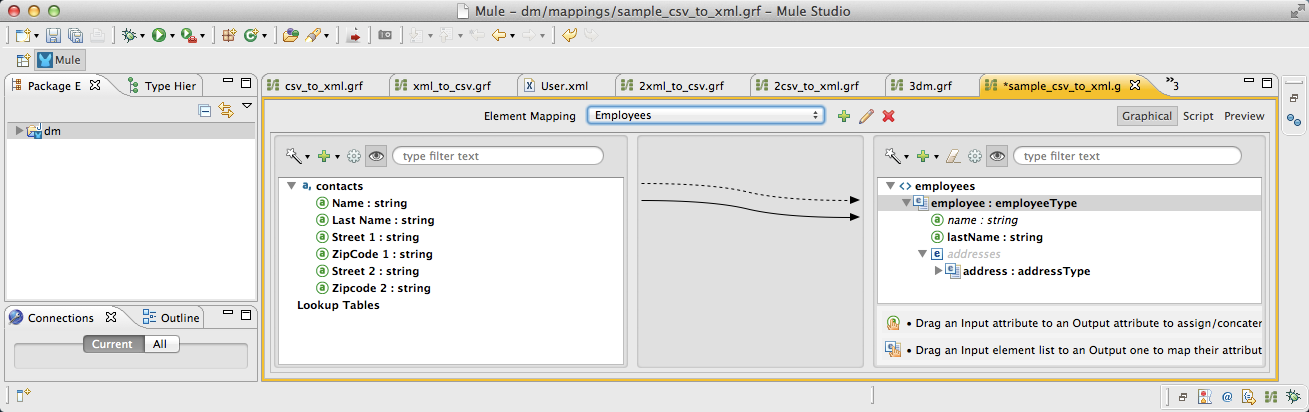 Mule – dm/mappings/sample_csv_to_xml.grf – Mule Studio
Mule
Package E
Type Hier
csv_to_xml.grf
xml_to_csv.grf
User.xml
2xml_to_csv.grf
2csv_to_xml.grf
3dm.grf
*sample_csv_to_xml.g
»3
dm
Element Mapping
Employees
Graphical
Script
Preview
type filter text
a, contacts
a Name : string
a Last Name : string
a Street 1 : string
a ZipCode 1 : string
a Street 2 : string
a Zipcode 2 : string
Lookup Tables
type filter text
<> employees
e employee : employeeType
a name : string
a lastName : string
e addresses
e address : addressType
• Drag an Input attribute to an Output attribute to assign/concater
• Drag an Input element list to an Output one to map their attribut
Connections
Outline
Current
All